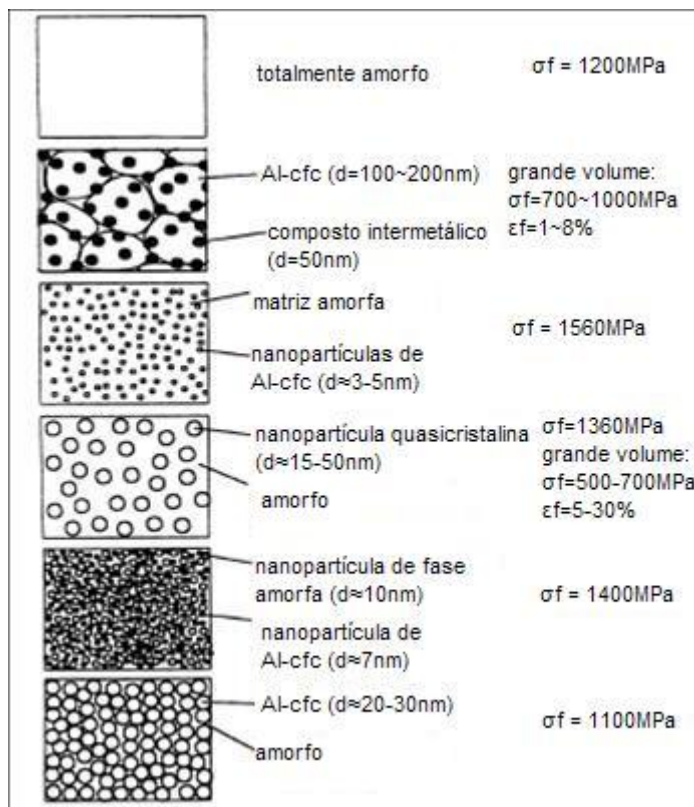 totalmente amorfo
σf = 1200MPa
Al-cfc (d=100~200nm)
composto intermetálico
(d=50nm)
grande volume:
σf=700~1000MPa
εf=1~8%
matriz amorfa
nanopartículas de
Al-cfc (d≈3-5nm)
σf = 1560MPa
nanopartícula quasicristalina
(d≈15-50nm)
amorfo
σf=1360MPa
grande volume:
σf=500-700MPa
εf=5-30%
nanopartícula de fase
amorfa (d≈10nm)
nanopartícula de
Al-cfc (d≈7nm)
σf = 1400MPa
Al-cfc (d≈20-30nm)
amorfo
σf = 1100MPa